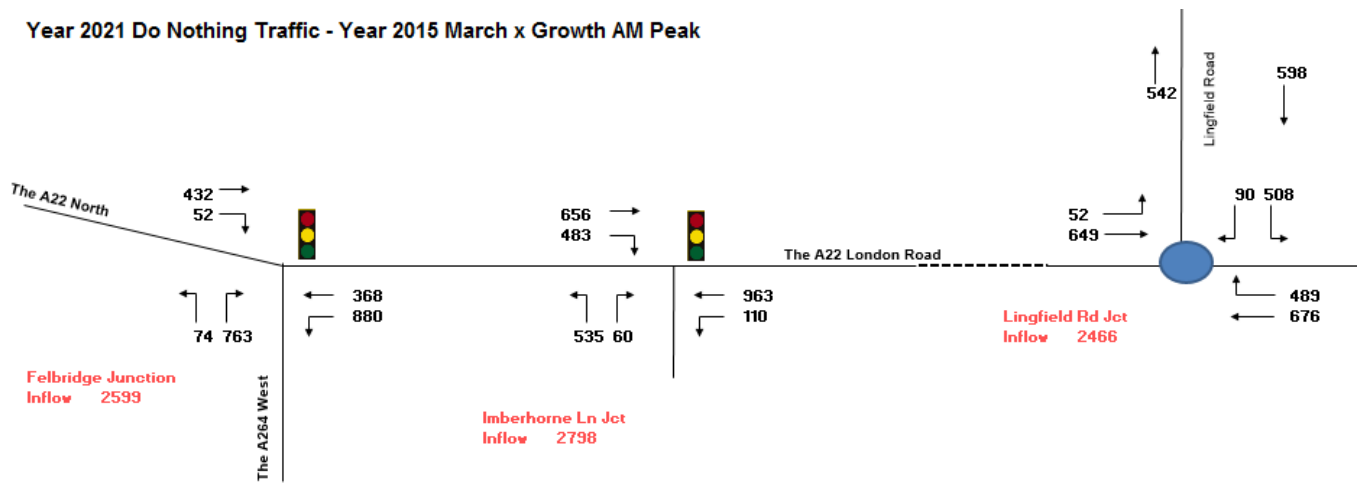 Year 2021 Do Nothing Traffic - Year 2015 March x Growth AM Peak
542
Lingfield Road
598
The A22 North
432
52
656
483
52
649
90 508
The A22 London Road
368
880
963
110
489
676
74 763
535 60
Lingfield Rd Jct
Inflow 2466
Felbridge Junction
Inflow 2599
The A264 West
Imberhorne Ln Jct
Inflow 2798